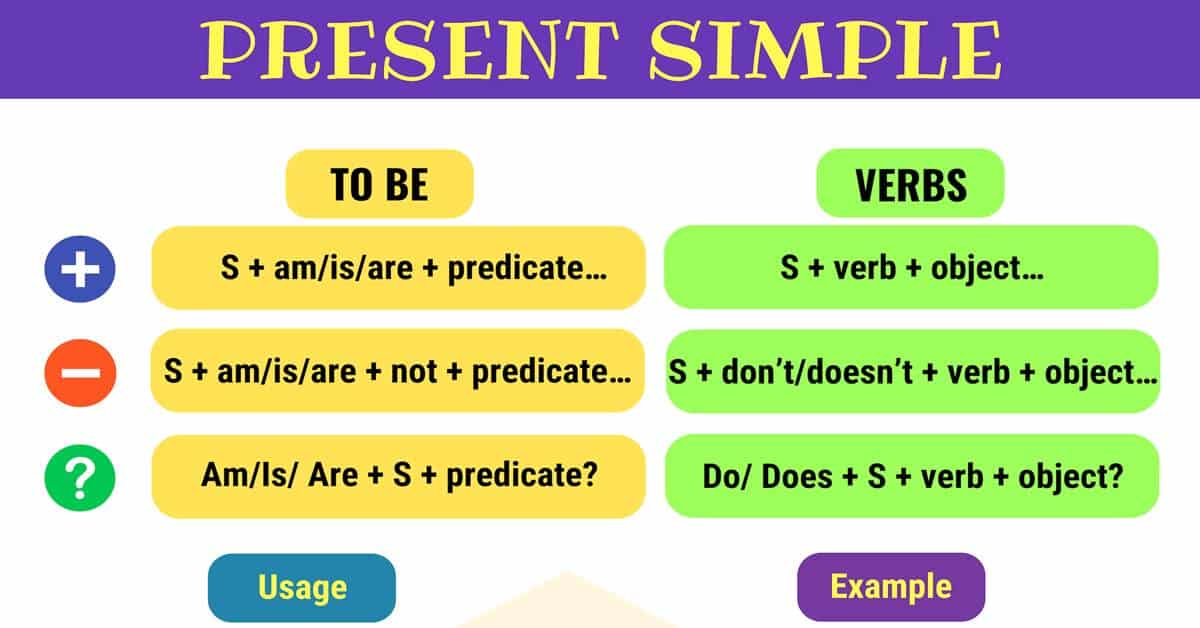 PRESENT SIMPLE
TO BE
VERBS
S + am/is/are + predicate...
S + verb + object...
S + am/is/are + not + predicate...
S + don't/doesn't + verb + object...
Am/Is/ Are + S + predicate?
Do/ Does + S + verb + object?
Usage
Example